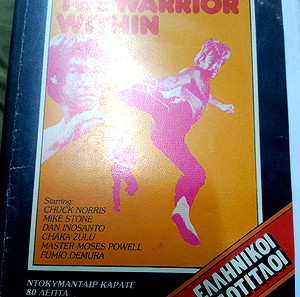 THE WARRIOR
WITHIN
Starring:
CHUCK NORRIS
MIKE STONE
DAN INOSANTO
CHAKA ZULU
MASTER MOSES POWELL
FUMIO DEMURA
ΝΤΟΚΥΜΑΝΤΑΙΡ ΚΑΡΑΤΕ
80 ΛΕΠΤΑ
ΕΛΛΗΝΙΚΟΙ